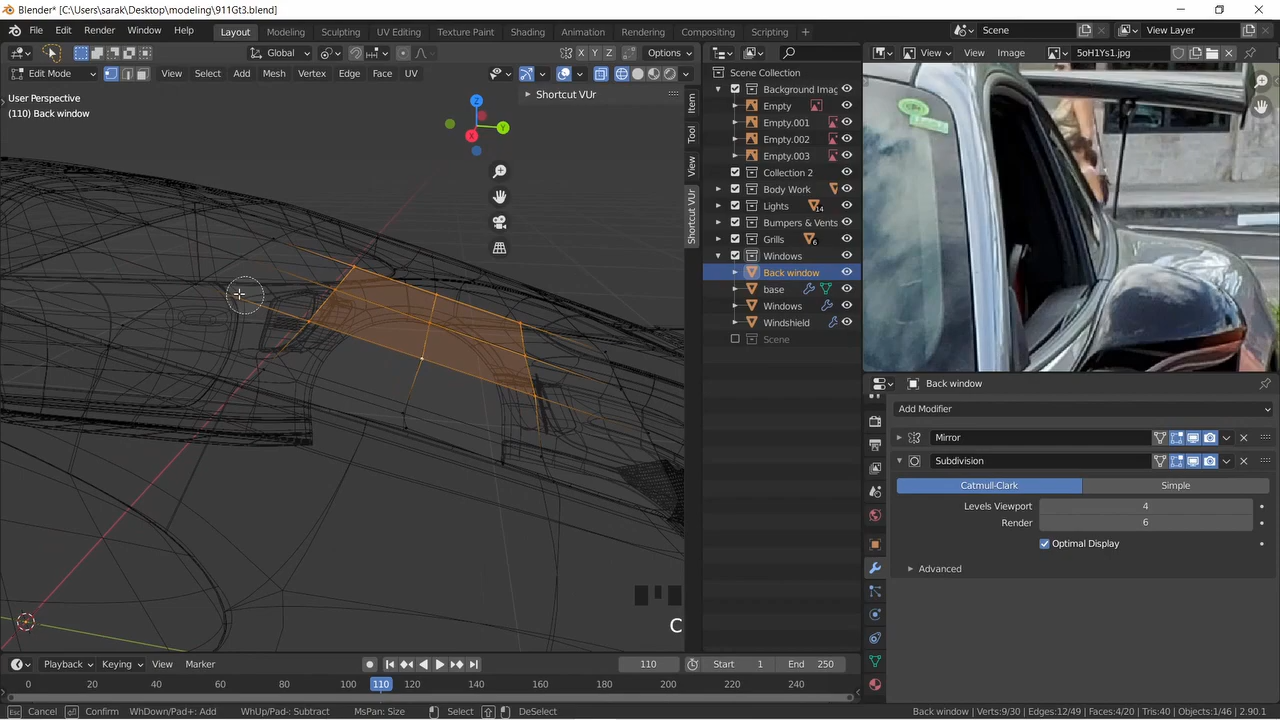 Blender* [C:\Users\sarak\Desktop\modeling\911Gt3.blend]
File Edit Render Window Help Layout Modeling Sculpting UV Editing Texture Paint Shading Animation Rendering Compositing Scripting + Scene View Layer
Global X Y Z Options
Edit Mode View Select Add Mesh Vertex Edge Face UV
View View Image 5oH1Ys1.jpg
User Perspective
(110) Back window
Shortcut VUr
Z
Y
X
Item
Tool
View
Shortcut VUr
Scene Collection
Background Imag
Empty
Empty.001
Empty.002
Empty.003
Collection 2
Body Work
Lights 14
Bumpers & Vents
Grills 6
Windows
Back window
base
Windows
Windshield
Scene
Back window
Add Modifier
Mirror
Subdivision
Catmull-Clark Simple
Levels Viewport 4
Render 6
Optimal Display
Advanced
C
Playback Keying View Marker 110 Start 1 End 250
0 20 40 60 80 100 110 120 140 160 180 200 220 240
Cancel Confirm WhDown/Pad+: Add WhUp/Pad-: Subtract MsPan: Size Select DeSelect Back window | Verts:9/30 | Edges:12/49 | Faces:4/20 | Tris:40 | Objects:1/46 | 2.90.1